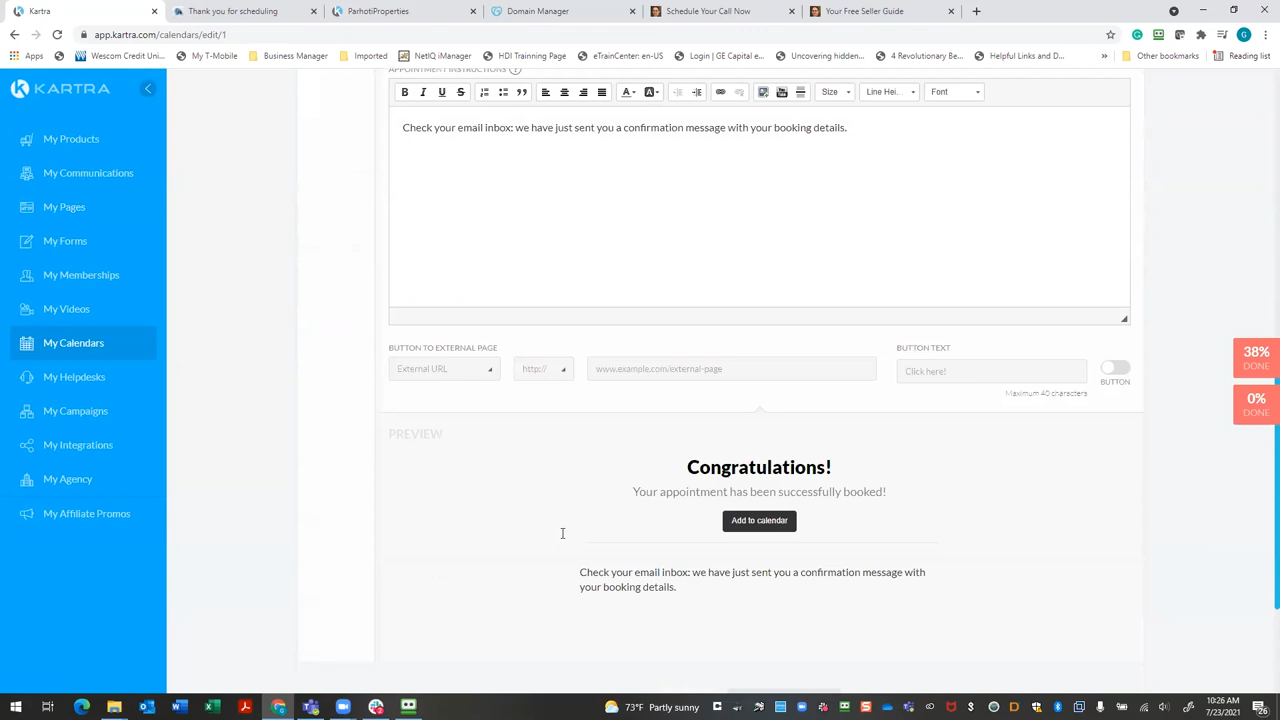 Kartra
Thank you for scheduling
ParhotiProperties
Domain Manager
Schedule Your Call Now
Your Free Seller Guide
app.kartra.com/calendars/edit/1
Apps
Wescom Credit Uni...
My T-Mobile
Business Manager
Imported
NetIQ iManager
HDI Training Page
eTrainCenter: en-US
Login | GE Capital e...
Uncovering hidden...
4 Revolutionary Be...
Helpful Links and D...
»
Other bookmarks
Reading list
KARTRA
My Products
My Communications
My Pages
My Forms
My Memberships
My Videos
My Calendars
My Helpdesks
My Campaigns
My Integrations
My Agency
My Affiliate Promos
APPOINTMENT INSTRUCTIONS
B I U S
Size
Line Hei...
Font
Check your email inbox: we have just sent you a confirmation message with your booking details.
BUTTON TO EXTERNAL PAGE
BUTTON TEXT
External URL
http://
www.example.com/external-page
Click here!
BUTTON
Maximum 40 characters
38%
DONE
0%
DONE
PREVIEW
Congratulations!
Your appointment has been successfully booked!
Add to calendar
Check your email inbox: we have just sent you a confirmation message with
your booking details.
73°F Partly sunny
10:26 AM
7/23/2021